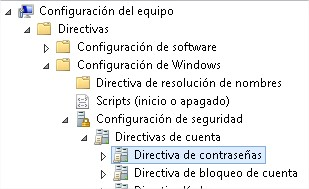 Configuración del equipo
Directivas
Configuración de software
Configuración de Windows
Directiva de resolución de nombres
Scripts (inicio o apagado)
Configuración de seguridad
Directivas de cuenta
Directiva de contraseñas
Directiva de bloqueo de cuenta